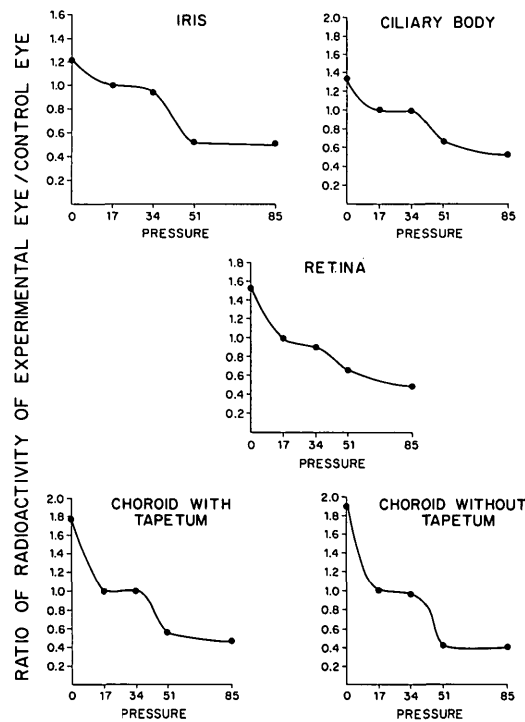 RATIO OF RADIOACTIVITY OF EXPERIMENTAL EYE/CONTROL EYE
IRIS
1.6
1.4
1.2
1.0
0.8
0.6
0.4
0 17 34 51 85
PRESSURE
CILIARY BODY
2.0
1.8
1.6
1.4
1.2
1.0
0.8
0.6
0.4
0.2
0 17 34 51 85
PRESSURE
RETINA
1.8
1.6
1.4
1.2
1.0
0.8
0.6
0.4
0.2
0 17 34 51 85
PRESSURE
CHOROID WITH
TAPETUM
2.0
1.8
1.6
1.4
1.2
1.0
0.8
0.6
0.4
0.2
0 17 34 51 85
PRESSURE
CHOROID WITHOUT
TAPETUM
2.0
1.8
1.6
1.4
1.2
1.0
0.8
0.6
0.4
0.2
0 17 34 51 85
PRESSURE